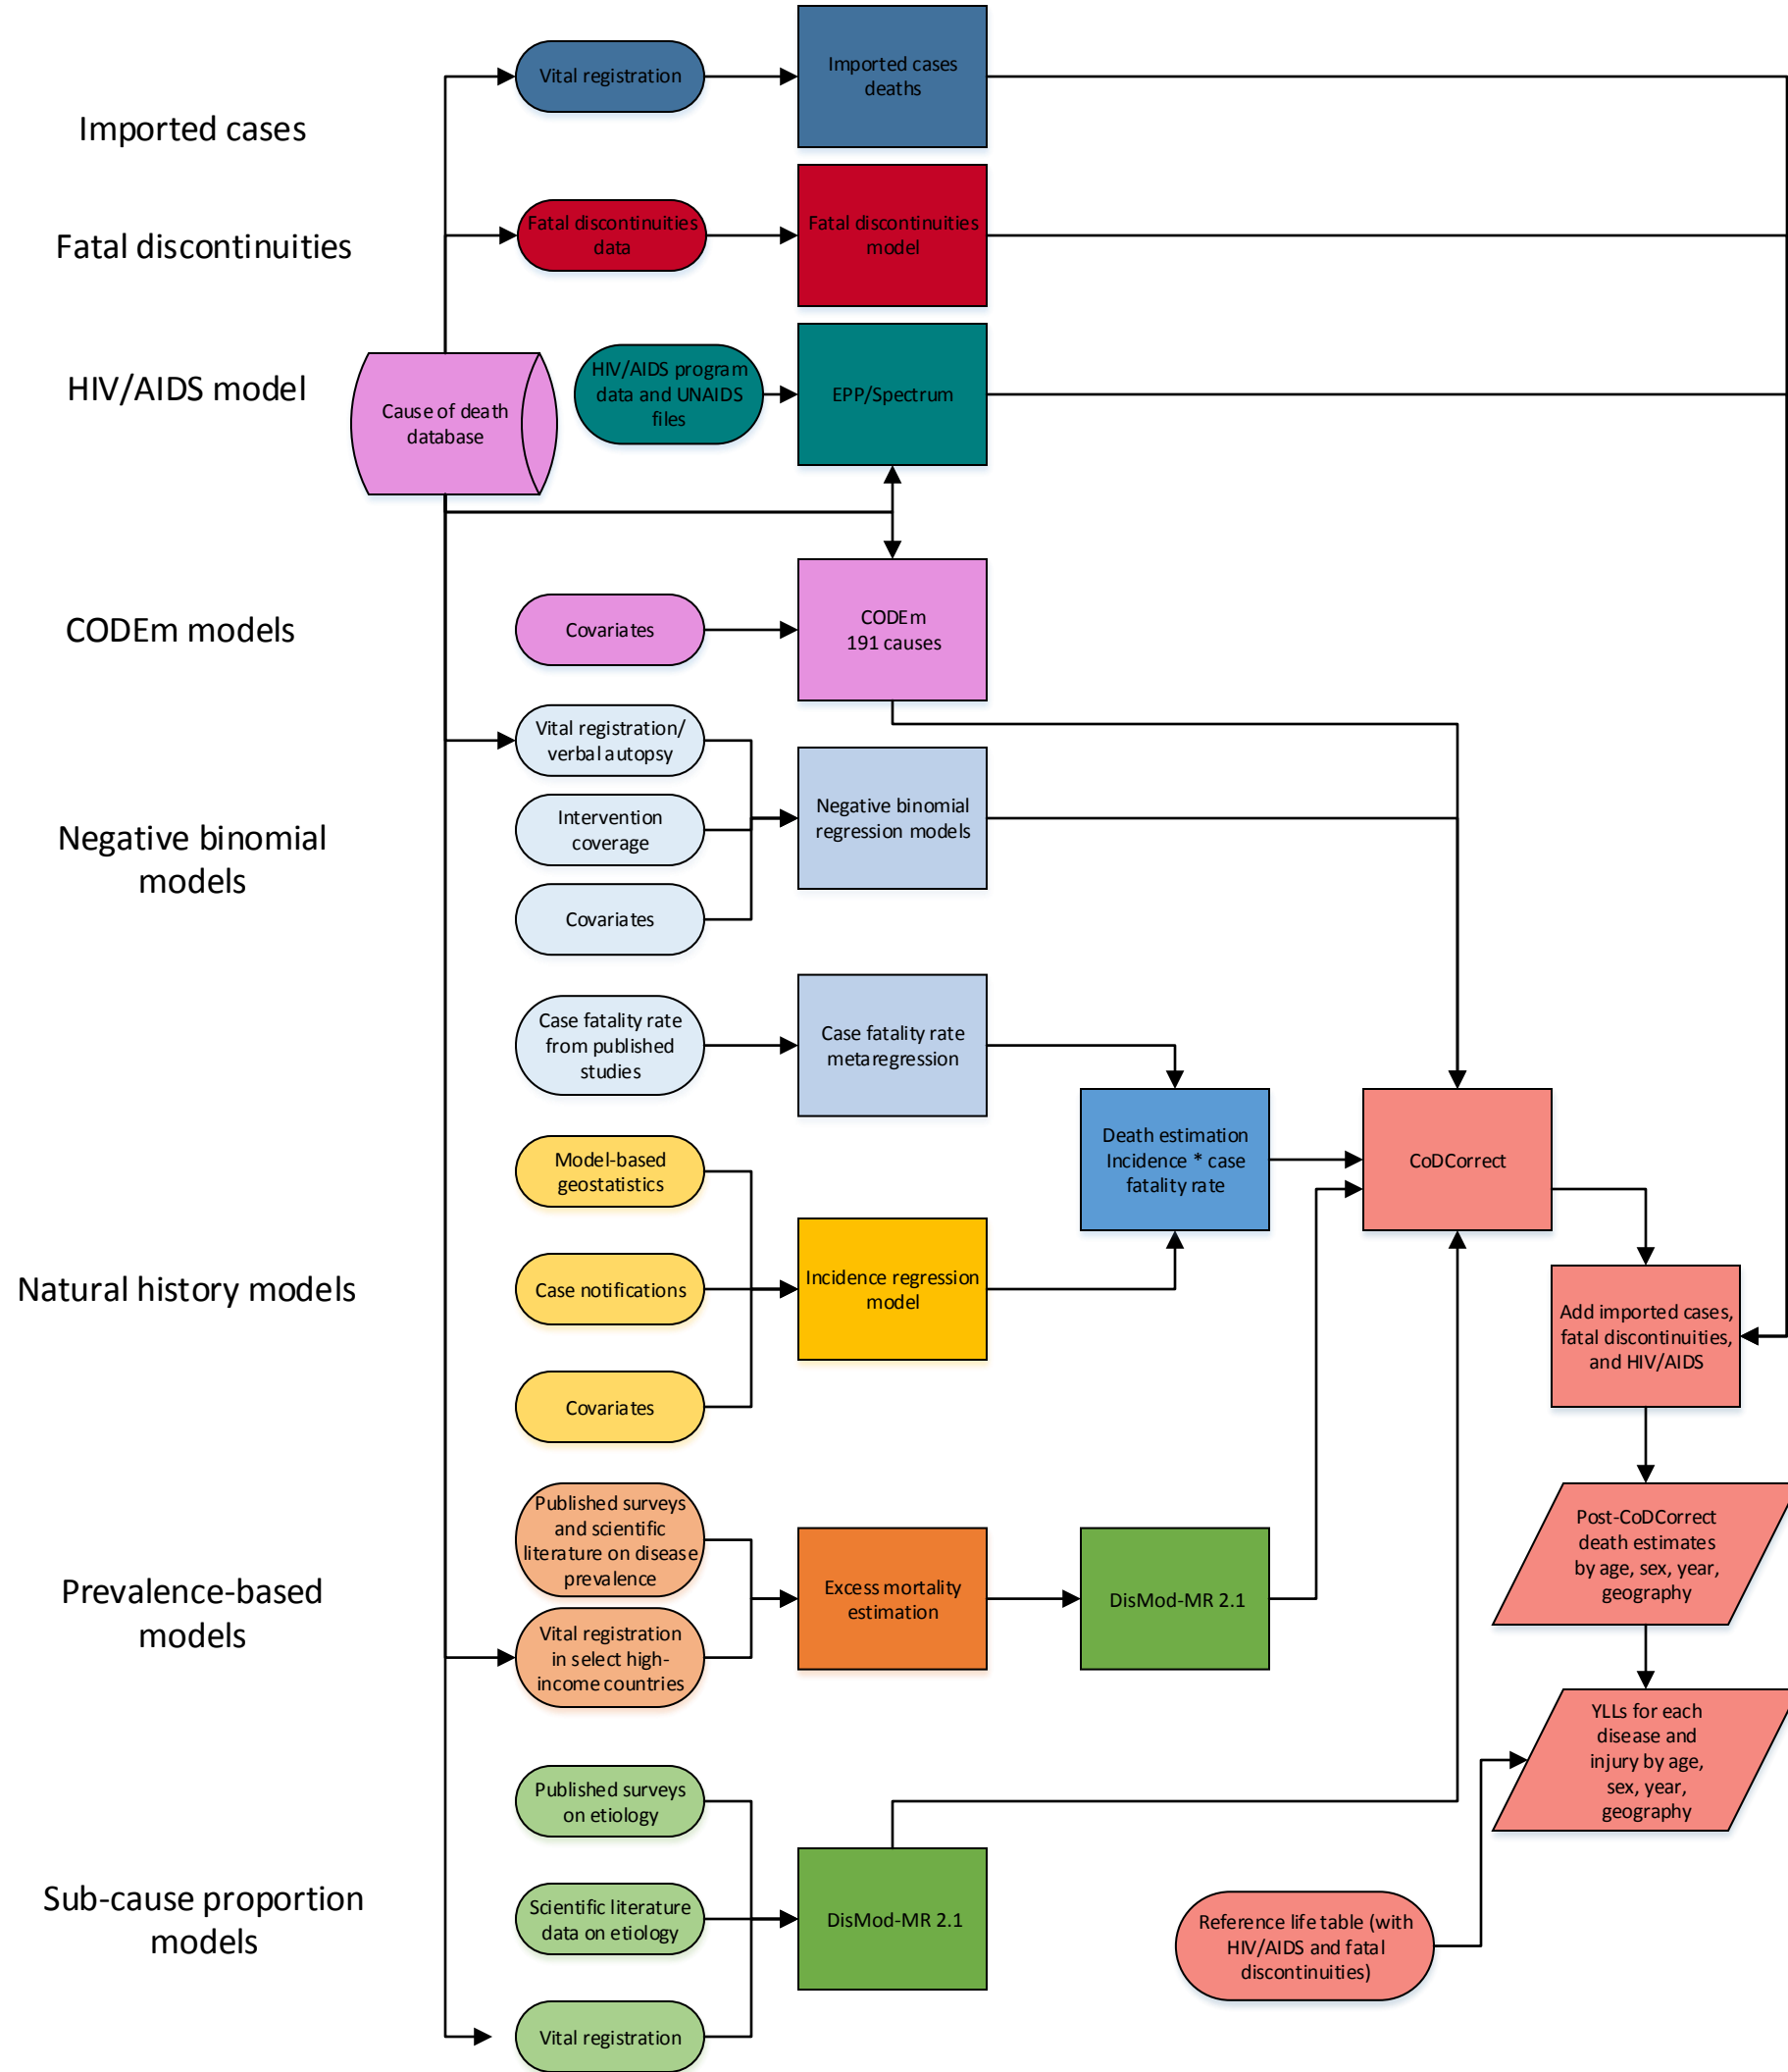 Imported cases
Vital registration
Imported cases
deaths
Fatal discontinuities
Fatal discontinuities
data
Fatal discontinuities
model
HIV/AIDS model
Cause of death
database
HIV/AIDS program
data and UNAIDS
files
EPP/Spectrum
CODEm models
Covariates
CODEm
191 causes
Negative binomial
models
Vital registration/
verbal autopsy
Intervention
coverage
Covariates
Negative binomial
regression models
Case fatality rate
from published
studies
Case fatality rate
metaregression
Natural history models
Model-based
geostatistics
Case notifications
Covariates
Incidence regression
model
Death estimation
Incidence * case
fatality rate
CoDCorrect
Add imported cases,
fatal discontinuities,
and HIV/AIDS
Prevalence-based
models
Published surveys
and scientific
literature on disease
prevalence
Vital registration
in select high-
income countries
Excess mortality
estimation
DisMod-MR 2.1
Post-CoDCorrect
death estimates
by age, sex, year,
geography
YLLs for each
disease and
injury by age,
sex, year,
geography
Sub-cause proportion
models
Published surveys
on etiology
Scientific literature
data on etiology
Vital registration
DisMod-MR 2.1
Reference life table (with
HIV/AIDS and fatal
discontinuities)